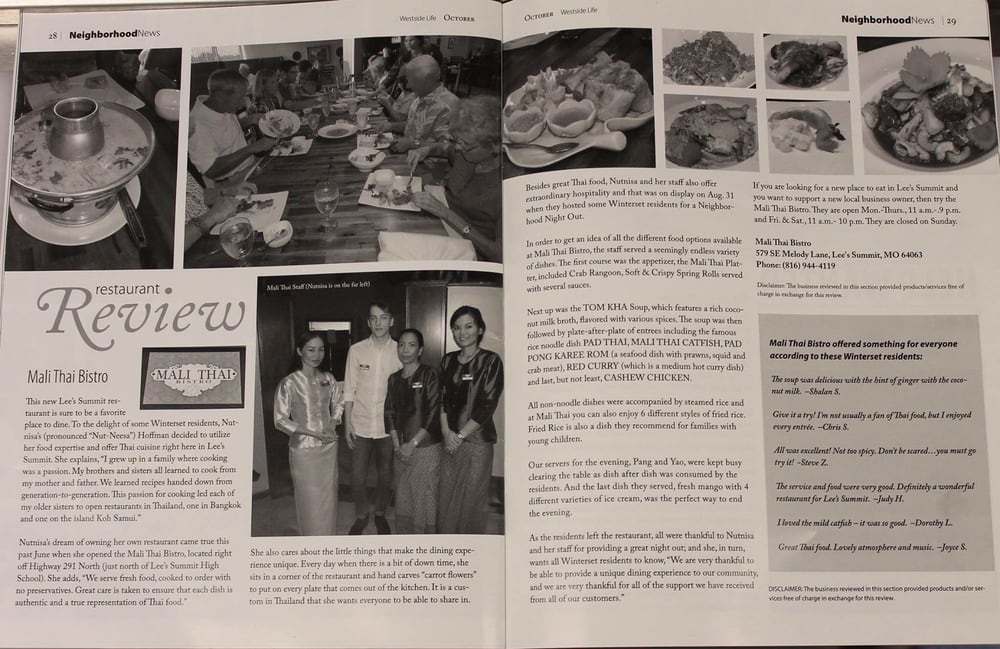 28 | NeighborhoodNews
Westside Life October
Mali Thai Staff (Nutnisa is on the far left)
restaurant
Review
Mali Thai Bistro
MALI THAI
BISTRO
This new Lee's Summit res-
taurant is sure to be a favorite
place to dine. To the delight of some Winterset residents, Nut-
nisa's (pronounced "Nut-Neesa") Hoffman decided to utilize
her food expertise and offer Thai cuisine right here in Lee's
Summit. She explains, "I grew up in a family where cooking
was a passion. My brothers and sisters all learned to cook from
my mother and father. We learned recipes handed down from
generation-to-generation. This passion for cooking led each of
my older sisters to open restaurants in Thailand, one in Bangkok
and one on the island Koh Samui."
Nutnisa's dream of owning her own restaurant came true this
past June when she opened the Mali Thai Bistro, located right
off Highway 291 North (just north of Lee's Summit High
School). She adds, "We serve fresh food, cooked to order with
no preservatives. Great care is taken to ensure that each dish is
authentic and a true representation of Thai food."
She also cares about the little things that make the dining expe-
rience unique. Every day when there is a bit of down time, she
sits in a corner of the restaurant and hand carves "carrot flowers"
to put on every plate that comes out of the kitchen. It is a cus-
tom in Thailand that she wants everyone to be able to share in.
October Westside Life
NeighborhoodNews | 29
Besides great Thai food, Nutnisa and her staff also offer
extraordinary hospitality and that was on display on Aug. 31
when they hosted some Winterset residents for a Neighbor-
hood Night Out.
In order to get an idea of all the different food options available
at Mali Thai Bistro, the staff served a seemingly endless variety
of dishes. The first course was the appetizer, the Mali Thai Plat-
ter, included Crab Rangoon, Soft & Crispy Spring Rolls served
with several sauces.
Next up was the TOM KHA Soup, which features a rich coco-
nut milk broth, flavored with various spices. The soup was then
followed by plate-after-plate of entrees including the famous
rice noodle dish PAD THAI, MALI THAI CATFISH, PAD
PONG KAREE ROM (a seafood dish with prawns, squid and
crab meat), RED CURRY (which is a medium hot curry dish)
and last, but not least, CASHEW CHICKEN.
All non-noodle dishes were accompanied by steamed rice and
at Mali Thai you can also enjoy 6 different styles of fried rice.
Fried Rice is also a dish they recommend for families with
young children.
Our servers for the evening, Pang and Yao, were kept busy
clearing the table as dish after dish was consumed by the
residents. And the last dish they served, fresh mango with 4
different varieties of ice cream, was the perfect way to end
the evening.
As the residents left the restaurant, all were thankful to Nutnisa
and her staff for providing a great night out; and she, in turn,
wants all Winterset residents to know, "We are very thankful to
be able to provide a unique dining experience to our community,
and we are very thankful for all of the support we have received
from all of our customers."
If you are looking for a new place to eat in Lee's Summit and
you want to support a new local business owner, then try the
Mali Thai Bistro. They are open Mon.-Thurs., 11 a.m.-.9 p.m.
and Fri. & Sat., 11 a.m.- 10 p.m. They are closed on Sunday.
Mali Thai Bistro
579 SE Melody Lane, Lee's Summit, MO 64063
Phone: (816) 944-4119
Disclaimer: The business reviewed in this section provided products/services free of
charge in exchange for this review.
Mali Thai Bistro offered something for everyone
according to these Winterset residents:
The soup was delicious with the hint of ginger with the coco-
nut milk. –Shalan S.
Give it a try! I'm not usually a fan of Thai food, but I enjoyed
every entrée. –Chris S.
All was excellent! Not too spicy. Don't be scared…you must go
try it! –Steve Z.
The service and food were very good. Definitely a wonderful
restaurant for Lee's Summit. –Judy H.
I loved the mild catfish – it was so good. –Dorothy L.
Great Thai food. Lovely atmosphere and music. –Joyce S.
DISCLAIMER: The business reviewed in this section provided products and/or ser-
vices free of charge in exchange for this review.